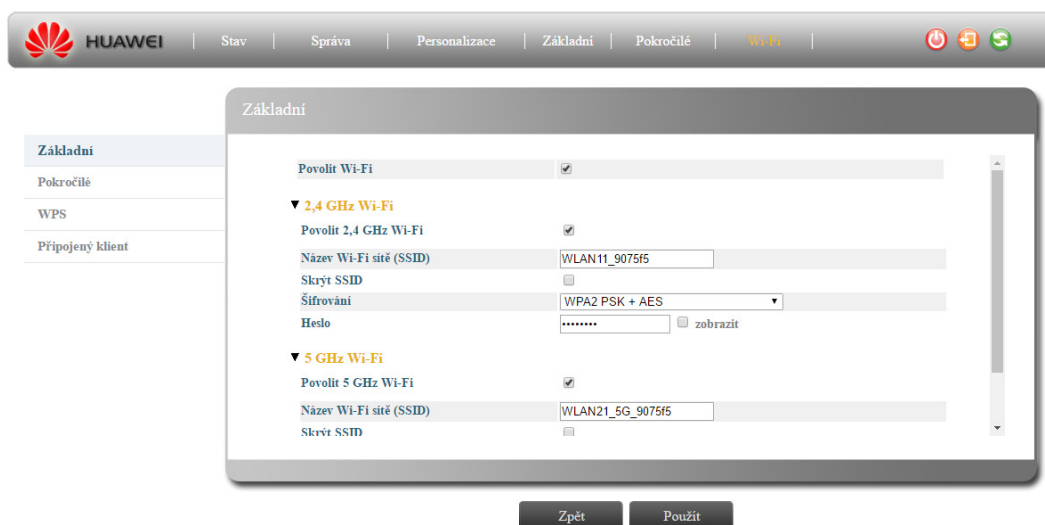 HUAWEI | Stav | Správa | Personalizace | Základní | Pokročilé | Wi-Fi |
Základní
Základní
Pokročilé
WPS
Připojený klient
Povolit Wi-Fi
2,4 GHz Wi-Fi
Povolit 2,4 GHz Wi-Fi
Název Wi-Fi sítě (SSID) WLAN11_9075f5
Skrýt SSID
Šifrování WPA2 PSK + AES
Heslo •••••••• zobrazit
5 GHz Wi-Fi
Povolit 5 GHz Wi-Fi
Název Wi-Fi sítě (SSID) WLAN21_5G_9075f5
Skrýt SSID
Zpět Použít